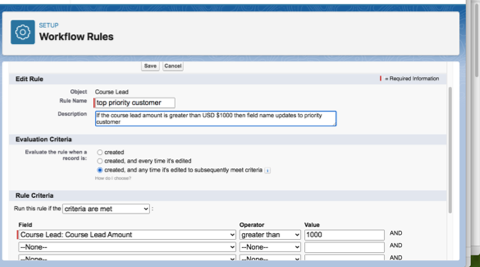 SETUP
Workflow Rules
Save Cancel
Edit Rule = Required Information
Object Course Lead
Rule Name top priority customer
Description if the course lead amount is greater than USD $1000 then field name updates to priority
customer
Evaluation Criteria
Evaluate the rule when a
record is:
created
created, and every time it's edited
created, and any time it's edited to subsequently meet criteria
How do I choose?
Rule Criteria
Run this rule if the criteria are met :
Field Operator Value
Course Lead: Course Lead Amount greater than 1000 AND
--None-- --None-- AND
--None-- --None-- AND